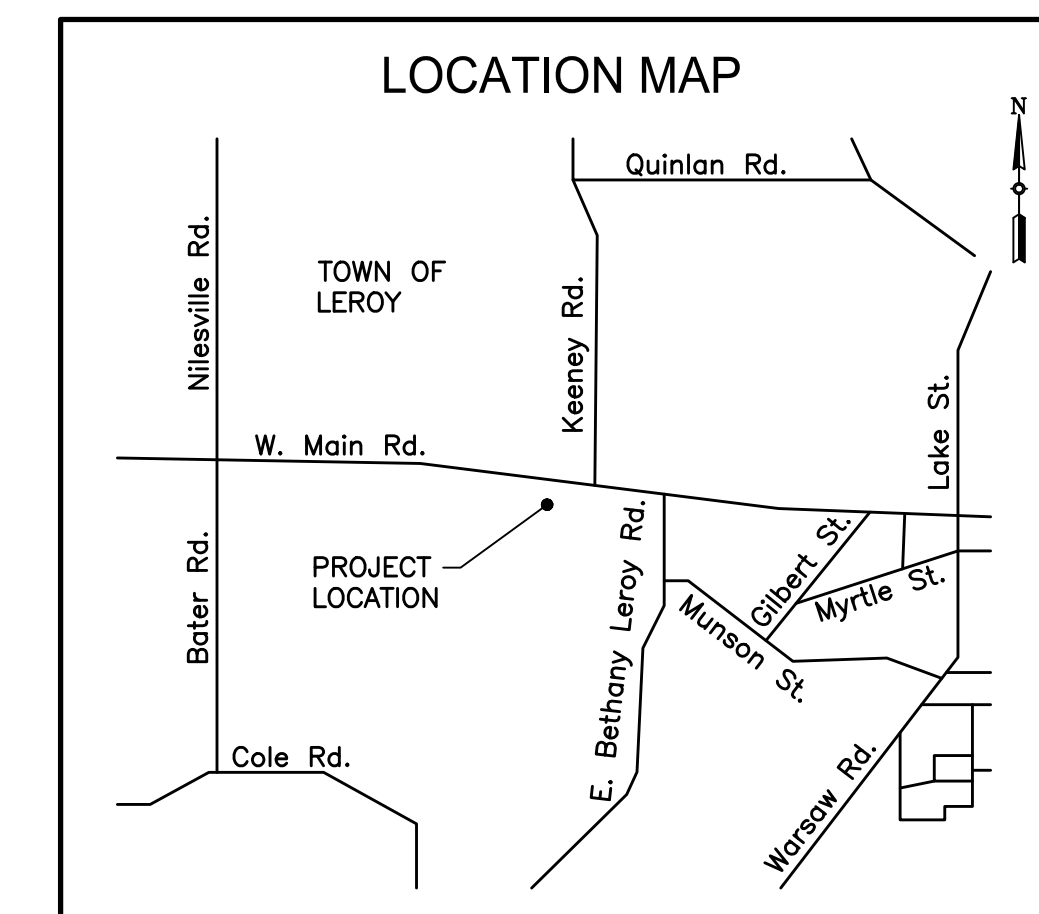 LOCATION MAP
N
Quinlan Rd.
Nilesville Rd.
TOWN OF
LEROY
Keeney Rd.
Lake St.
W. Main Rd.
Bater Rd.
PROJECT
LOCATION
E. Bethany Leroy Rd.
Gilbert St.
Myrtle St.
Munson St.
Cole Rd.
Warsaw Rd.